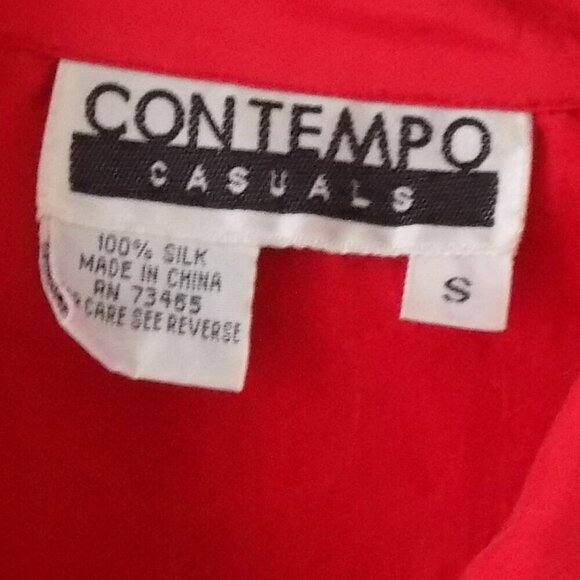 CONTEMPO
CASUALS
100% SILK
MADE IN CHINA
RN 73465
CARE SEE REVERSE
S